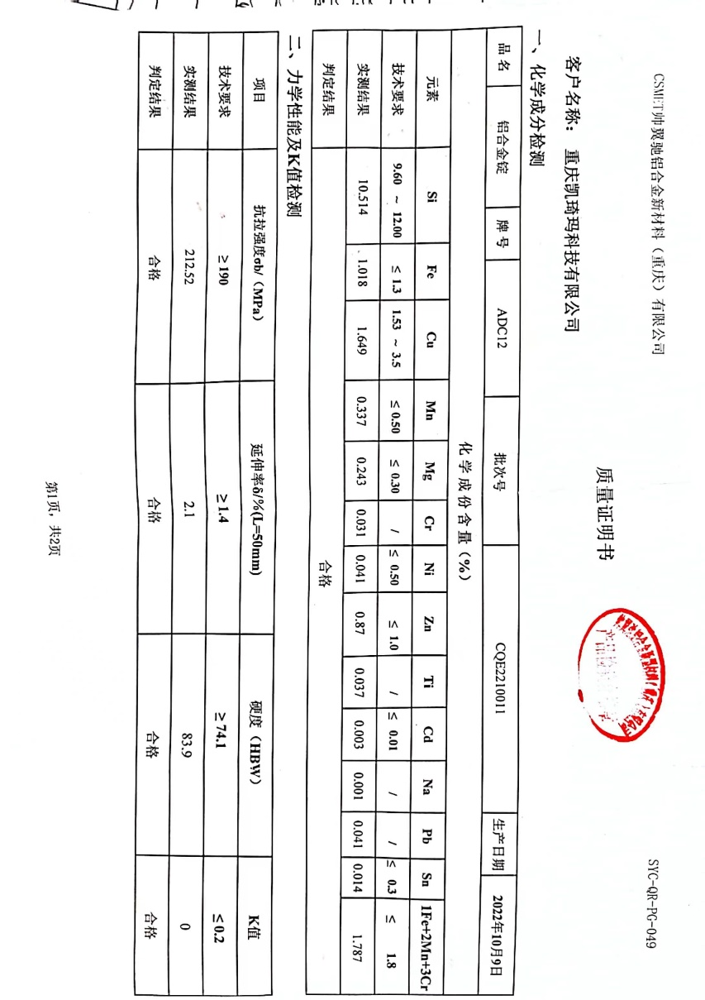 CSMET帅翼驰铝合金新材料（重庆）有限公司 SYC-QR-PG-049
质量证明书
客户名称： 重庆凯琦玛科技有限公司
一、化学成分检测
品 名 铝合金锭 牌 号 ADC12 批次号 CQE2210011 生产日期 2022年10月9日
化 学 成 份 含 量（%）
元素 Si Fe Cu Mn Mg Cr Ni Zn Ti Cd Na Pb Sn 1Fe+2Mn+3Cr
技术要求 9.60 ~ 12.00 ≤ 1.3 1.53 ~ 3.5 ≤ 0.50 ≤ 0.30 / ≤ 0.50 ≤ 1.0 / ≤ 0.01 / / ≤ 0.3 ≤ 1.8
实测结果 10.514 1.018 1.649 0.337 0.243 0.031 0.041 0.87 0.037 0.003 0.001 0.041 0.014 1.787
判定结果 合格
二、力学性能及K值检测
项目 抗拉强度σb/（MPa） 延伸率δ/%(L=50mm) 硬度（HBW） K值
技术要求 ≥190 ≥1.4 ≥74.1 ≤0.2
实测结果 212.52 2.1 83.9 0
判定结果 合格 合格 合格 合格
第1页，共2页